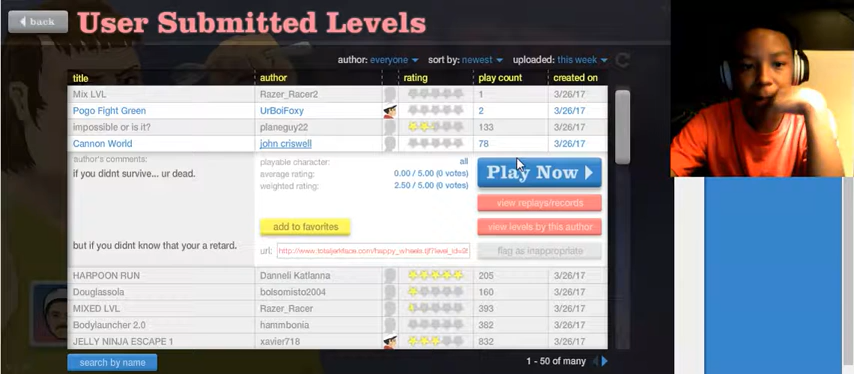 back
User Submitted Levels
author: everyone sort by: newest uploaded: this week
title author rating play count created on
Mix LVL Razer_Racer2 1 3/26/17
Pogo Fight Green UrBoiFoxy 2 3/26/17
impossible or is it? planeguy22 133 3/26/17
Cannon World john criswell 78 3/26/17
author's comments:
if you didnt survive... ur dead.
but if you didnt know that your a retard.
playable character: all
average rating: 0.00 / 5.00 (0 votes)
weighted rating: 2.50 / 5.00 (0 votes)
add to favorites
url:
Play Now
view replays/records
view levels by this author
flag as inappropriate
HARPOON RUN Danneli Katlanna 205 3/26/17
Douglassola bolsomisto2004 160 3/26/17
MIXED LVL Razer_Racer 393 3/26/17
Bodylauncher 2.0 hammbonia 382 3/26/17
JELLY NINJA ESCAPE 1 xavier718 832 3/26/17
search by name 1 - 50 of many